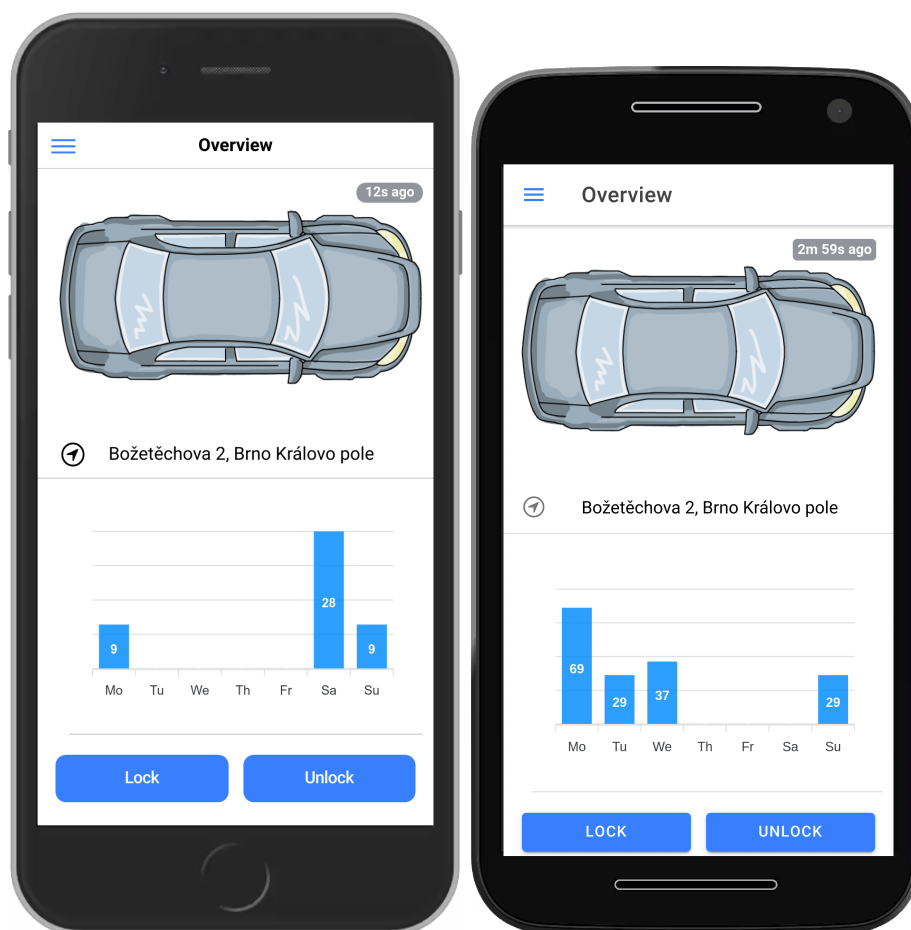 Overview
12s ago
Božetěchova 2, Brno Královo pole
28
9
9
Mo Tu We Th Fr Sa Su
Lock Unlock
Overview
2m 59s ago
Božetěchova 2, Brno Královo pole
69
29
37
29
Mo Tu We Th Fr Sa Su
LOCK UNLOCK